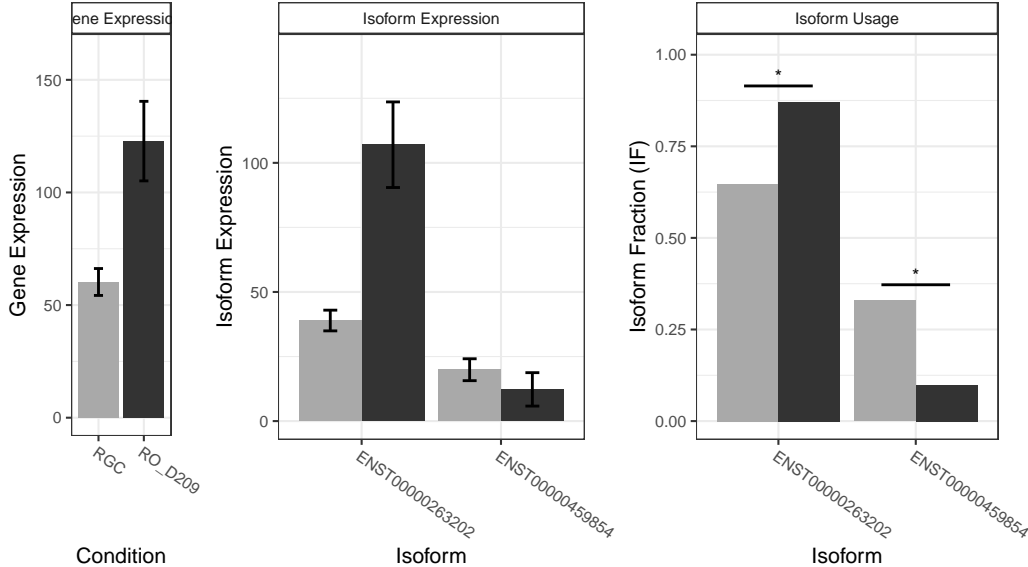 ene Expressio
150
100
50
0
Gene Expression
RGC
RO_D209
Condition
Isoform Expression
100
50
0
Isoform Expression
ENST00000263202
ENST00000459854
Isoform
Isoform Usage
1.00
0.75
0.50
0.25
0.00
Isoform Fraction (IF)
*
*
ENST00000263202
ENST00000459854
Isoform